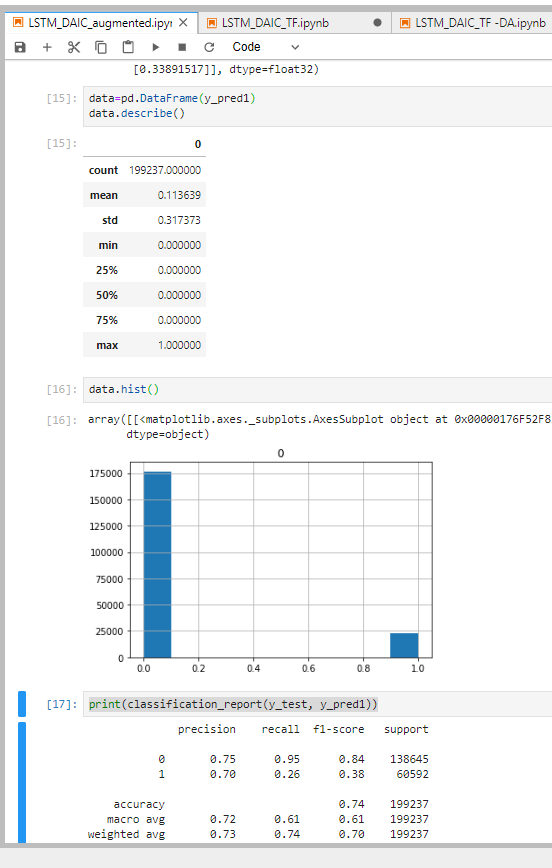 LSTM_DAIC_augmented.ipyr
LSTM_DAIC_TF.ipynb
LSTM_DAIC_TF -DA.ipynb
Code
[0.33891517]], dtype=float32)
[15]: data=pd.DataFrame(y_pred1)
data.describe()
[15]: 0
count 199237.000000
mean 0.113639
std 0.317373
min 0.000000
25% 0.000000
50% 0.000000
75% 0.000000
max 1.000000
[16]: data.hist()
[16]: array([[<matplotlib.axes._subplots.AxesSubplot object at 0x00000176F52F8
dtype=object)
0
175000
150000
125000
100000
75000
50000
25000
0
0.0 0.2 0.4 0.6 0.8 1.0
[17]: print(classification_report(y_test, y_pred1))
precision recall f1-score support
0 0.75 0.95 0.84 138645
1 0.70 0.26 0.38 60592
accuracy 0.74 199237
macro avg 0.72 0.61 0.61 199237
weighted avg 0.73 0.74 0.70 199237